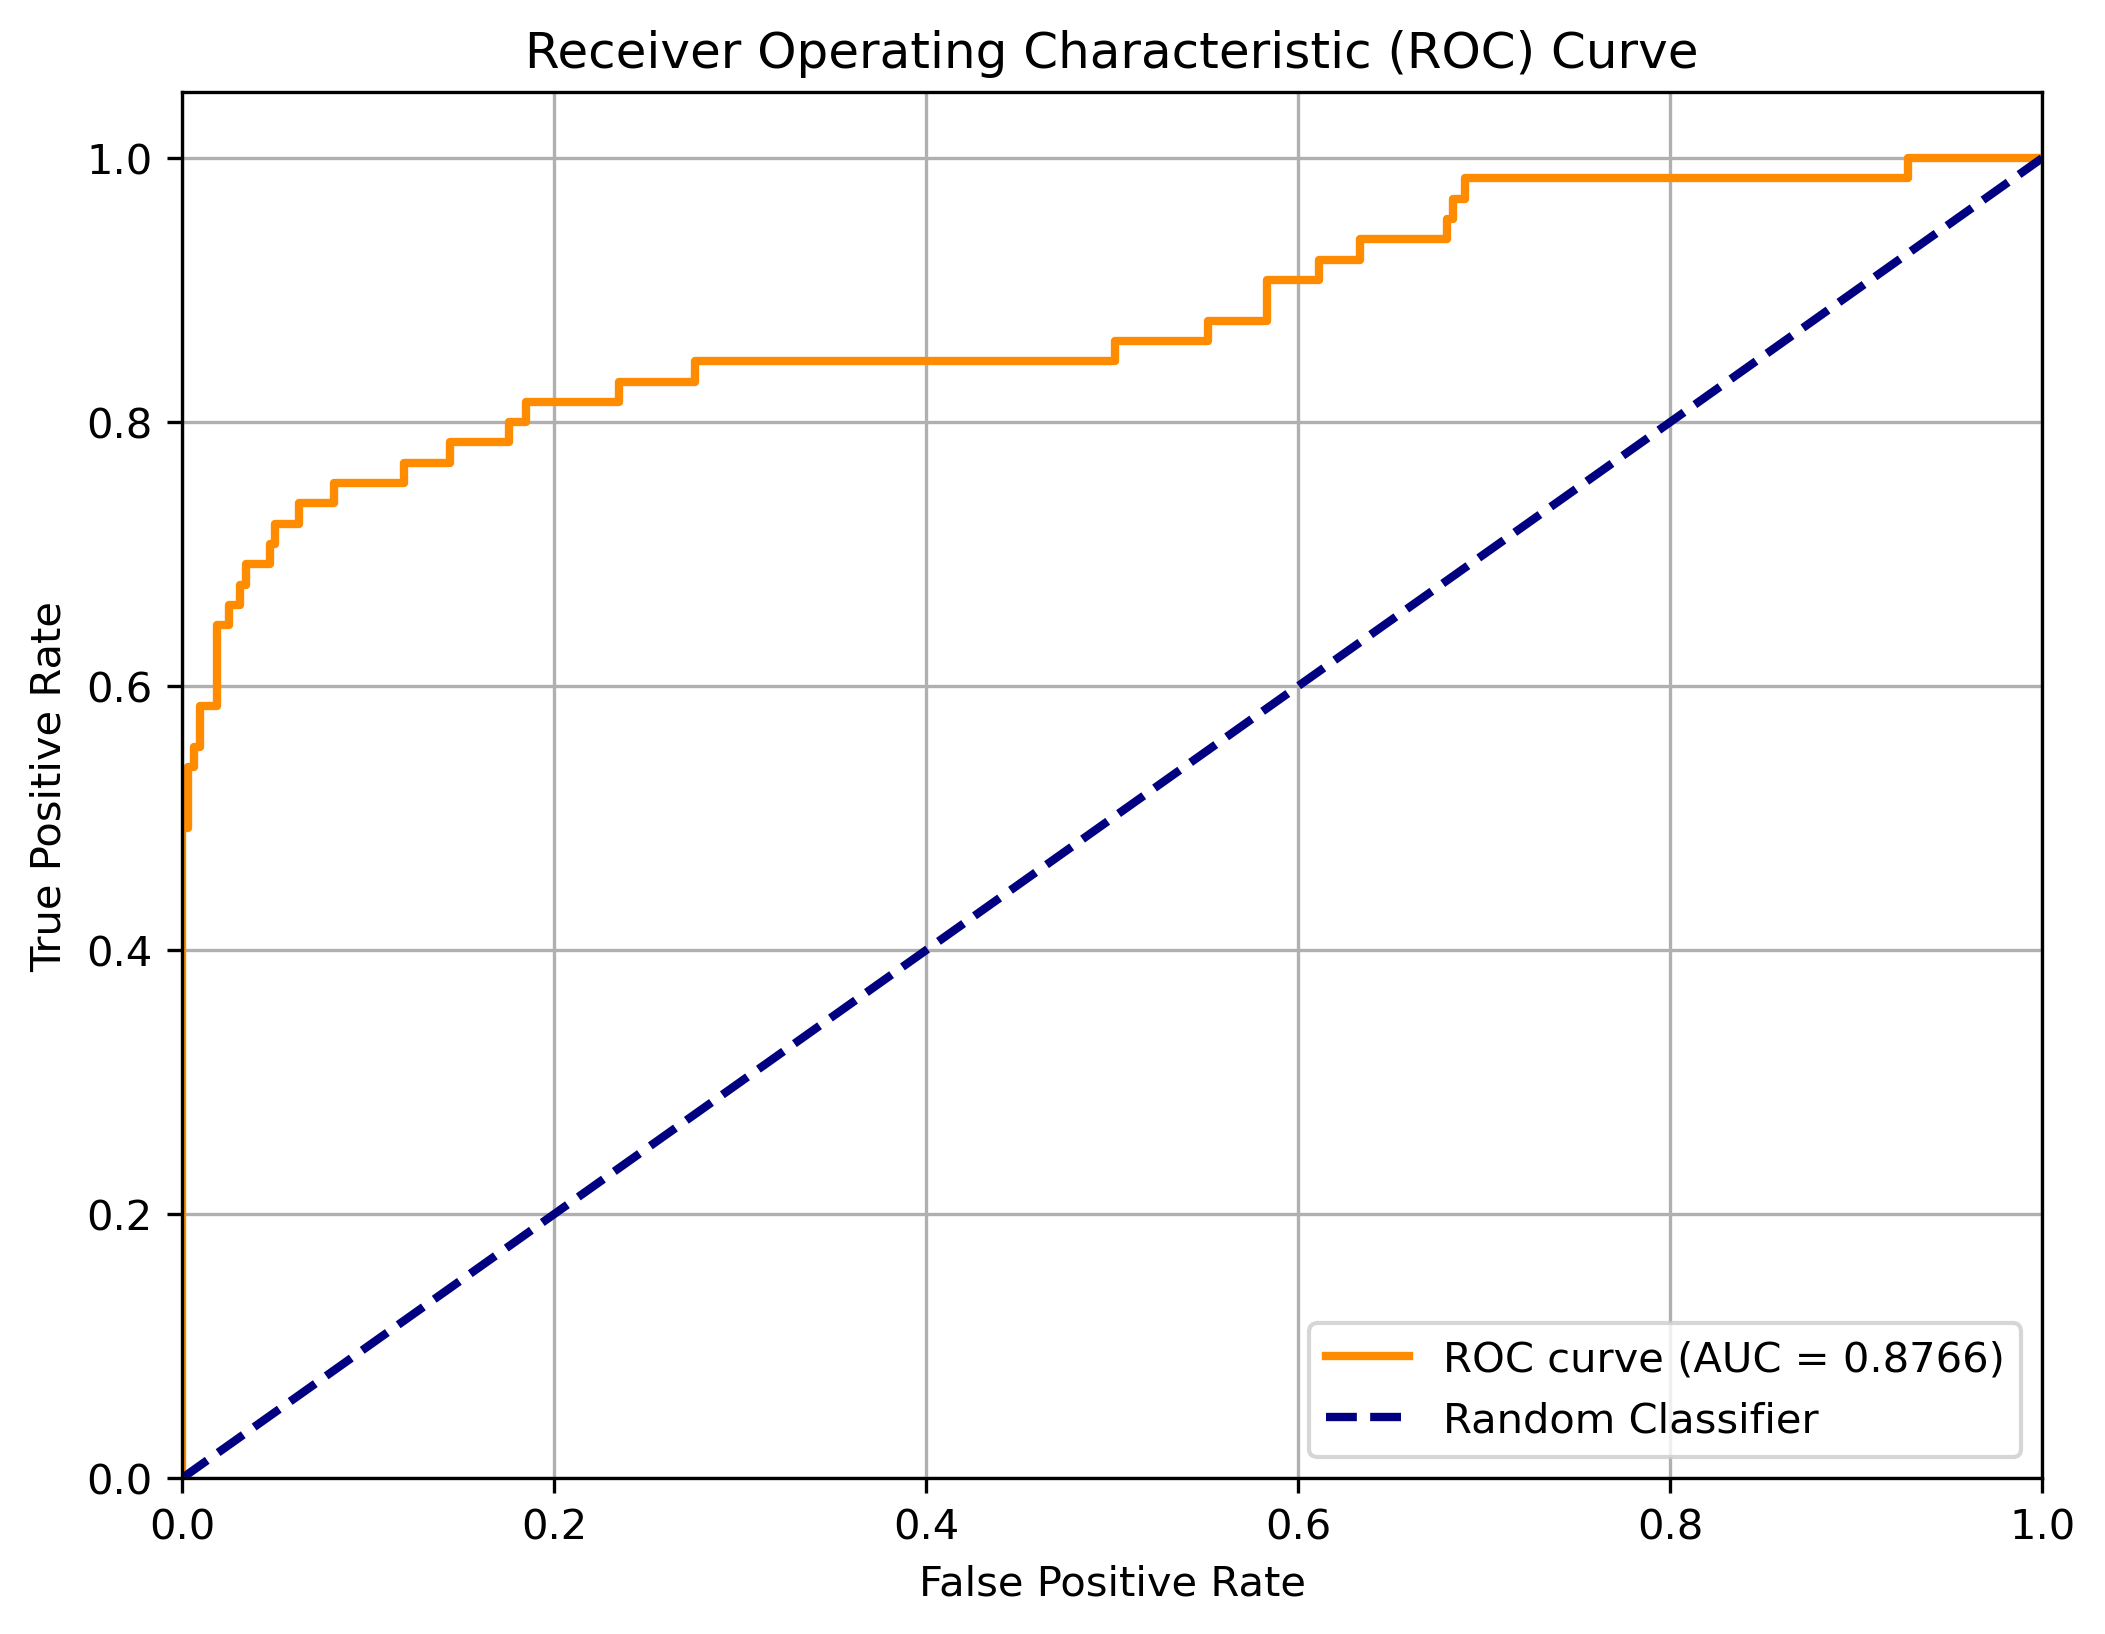 Receiver Operating Characteristic (ROC) Curve
1.0
0.8
0.6
0.4
0.2
0.0
True Positive Rate
0.0 0.2 0.4 0.6 0.8 1.0
False Positive Rate
ROC curve (AUC = 0.8766)
Random Classifier